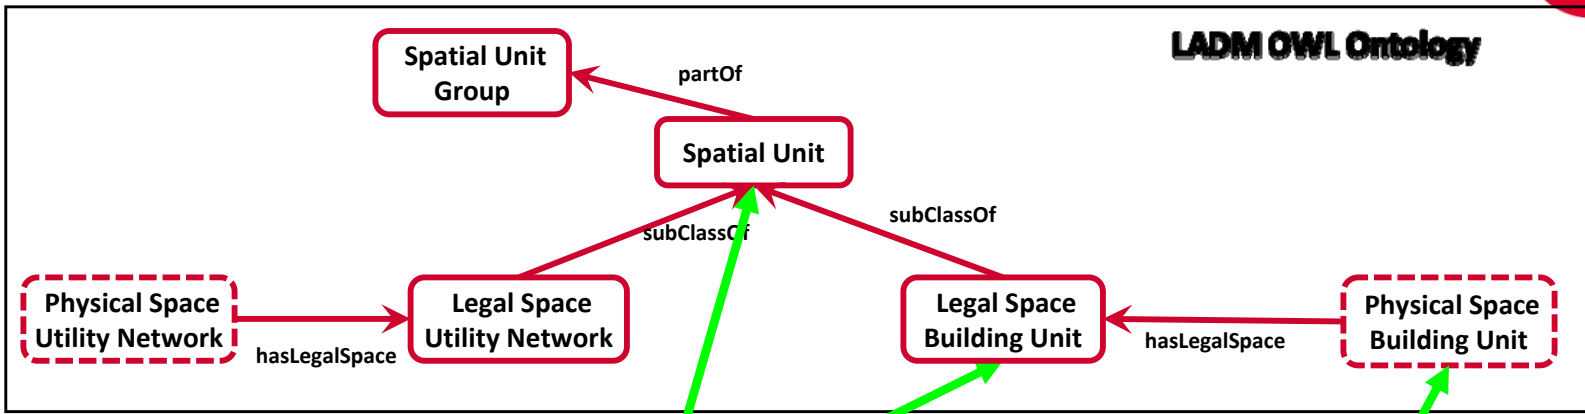 LADM OWL Ontology
Spatial Unit
Group
partOf
Spatial Unit
subClassOf
subClassOf
Physical Space
Utility Network
hasLegalSpace
Legal Space
Utility Network
Legal Space
Building Unit
hasLegalSpace
Physical Space
Building Unit